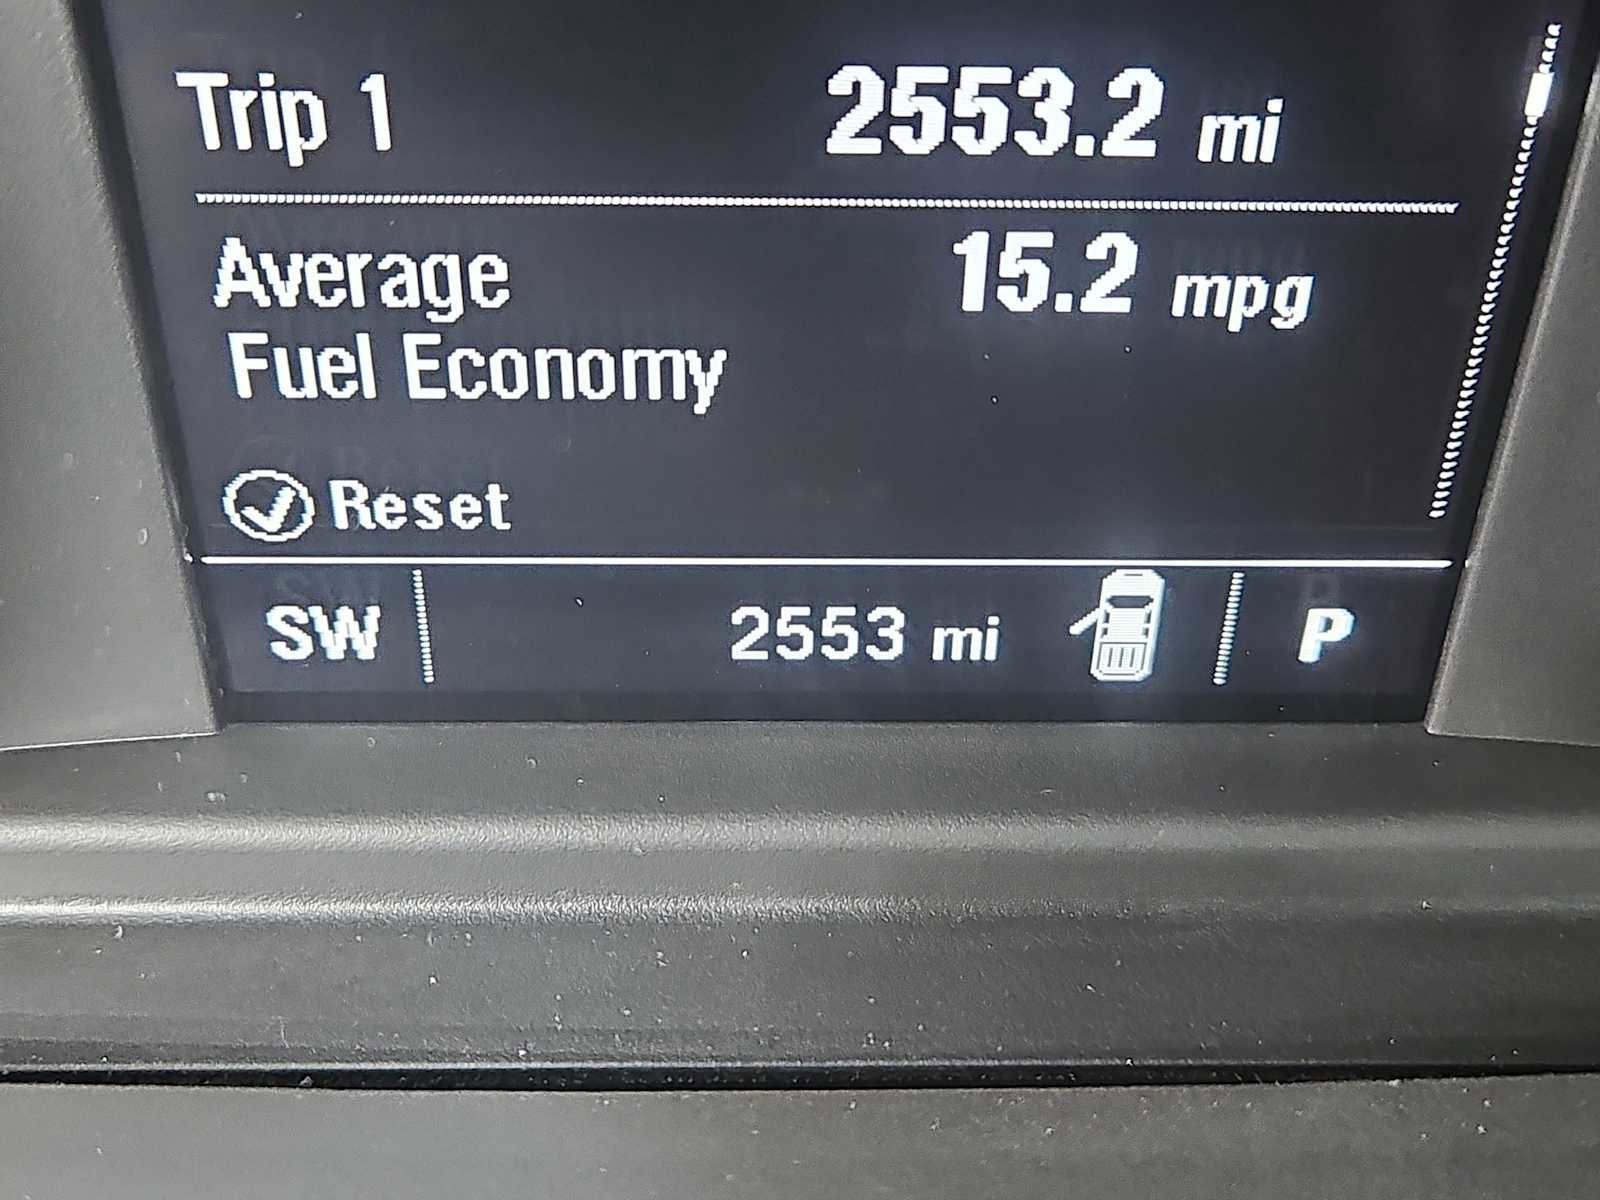 Trip 1 2553.2 mi
Average 15.2 mpg
Fuel Economy
Reset
SW 2553 mi P